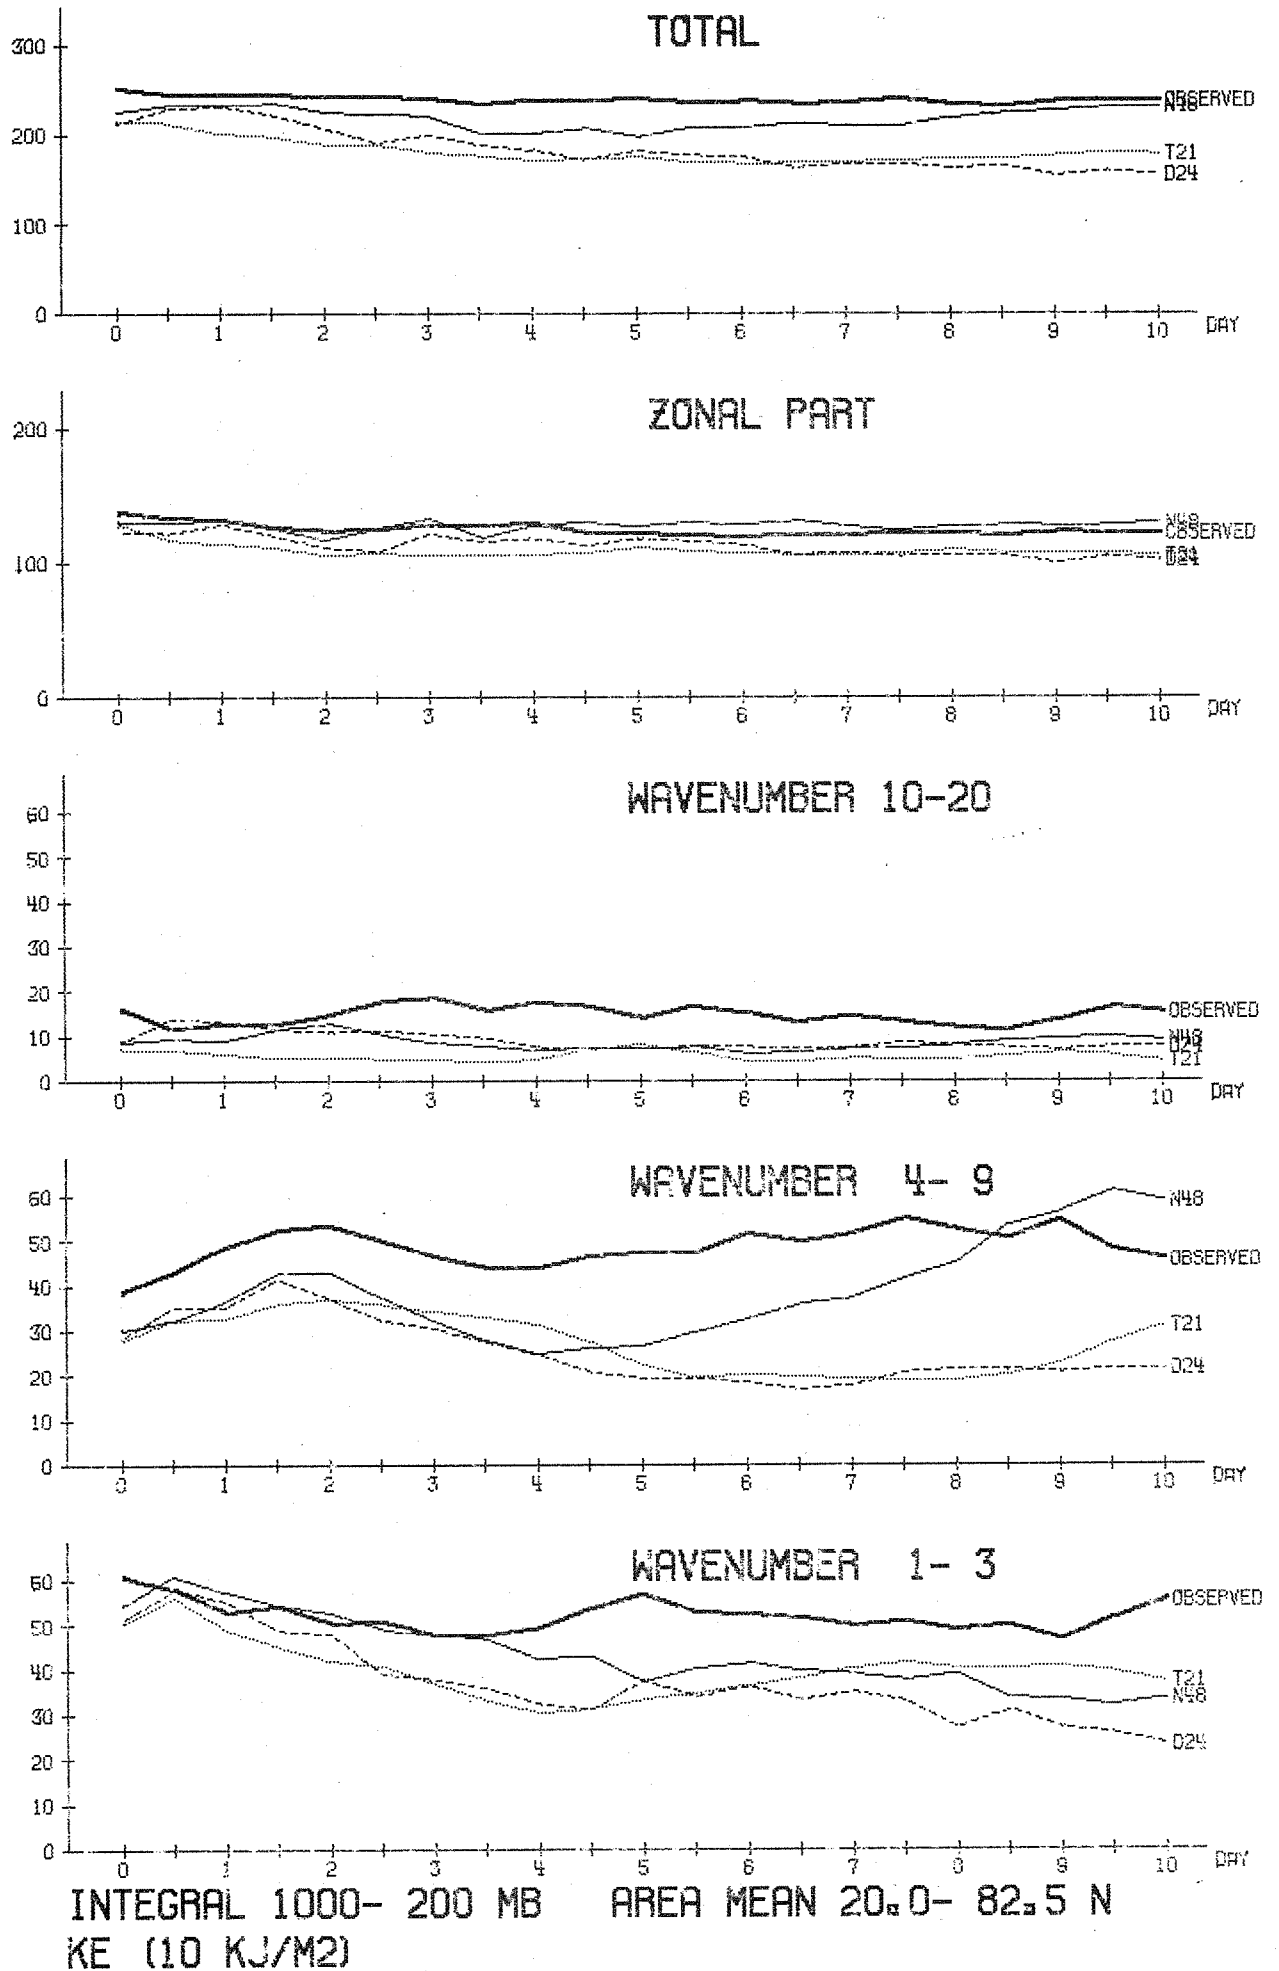 TOTAL
300
200
100
0
OBSERVED
N48
T21
D24
0 1 2 3 4 5 6 7 8 9 10 DAY
ZONAL PART
200
100
0
N48
OBSERVED
D24
0 1 2 3 4 5 6 7 8 9 10 DAY
WAVENUMBER 10-20
60
50
40
30
20
10
0
OBSERVED
N48
D24
T21
0 1 2 3 4 5 6 7 8 9 10 DAY
WAVENUMBER 4- 9
60
50
40
30
20
10
0
N48
OBSERVED
T21
D24
0 1 2 3 4 5 6 7 8 9 10 DAY
WAVENUMBER 1- 3
60
50
40
30
20
10
0
OBSERVED
T21
N48
D24
0 1 2 3 4 5 6 7 8 9 10 DAY
INTEGRAL 1000- 200 MB AREA MEAN 20.0- 82.5 N
KE (10 KJ/M2)